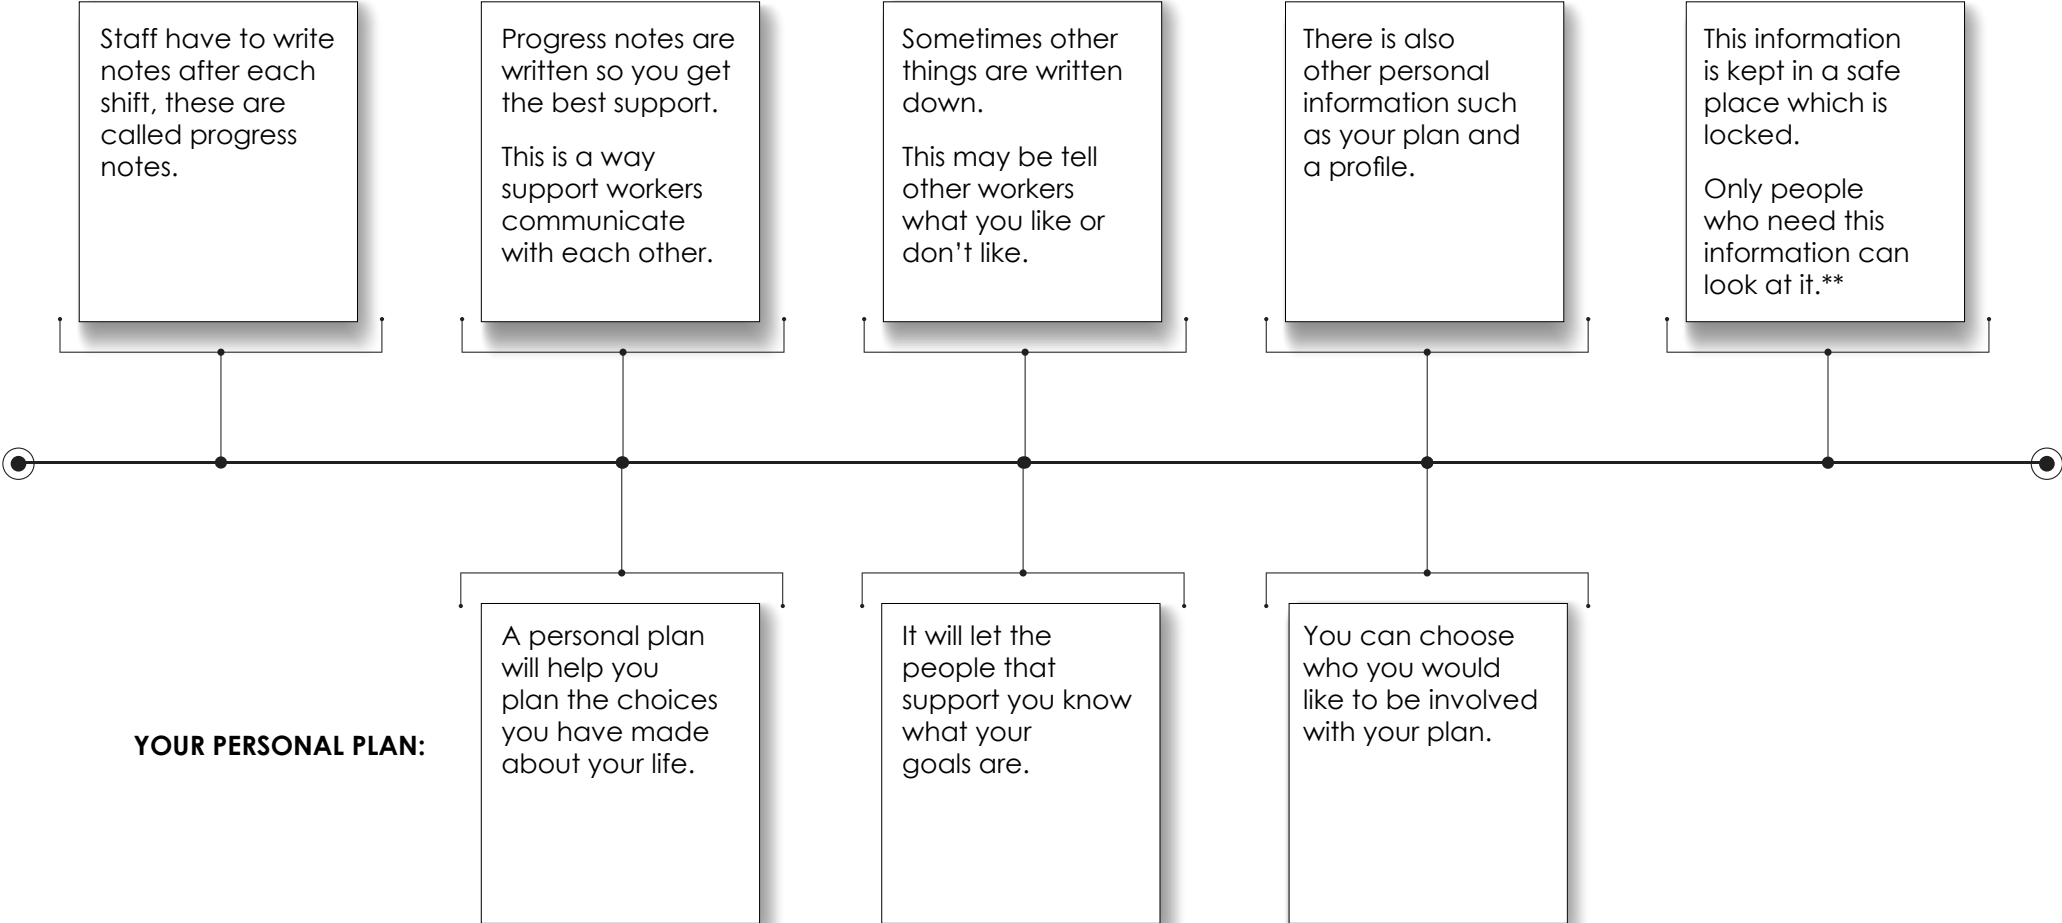 Staff have to write
notes after each
shift, these are
called progress
notes.
Progress notes are
written so you get
the best support.
This is a way
support workers
communicate
with each other.
Sometimes other
things are written
down.
This may be tell
other workers
what you like or
don’t like.
There is also
other personal
information such
as your plan and
a profile.
This information
is kept in a safe
place which is
locked.
Only people
who need this
information can
look at it.**
YOUR PERSONAL PLAN:
A personal plan
will help you
plan the choices
you have made
about your life.
It will let the
people that
support you know
what your
goals are.
You can choose
who you would
like to be involved
with your plan.